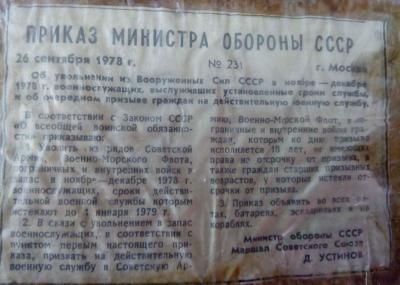 ПРИКАЗ МИНИСТРА ОБОРОНЫ СССР
26 сентября 1978 г. № 231 г. Москва
Об увольнении из Вооруженных Сил СССР в ноябре—декабре
1978 г. военнослужащих, выслуживших установленные сроки службы,
и об очередном призыве граждан на действительную военную службу.
В соответствии с Законом СССР
«О всеобщей воинской обязанно-
сти» приказываю:
1. Уволить из рядов Советской
Армии, Военно-Морского Флота,
пограничных и внутренних войск в
запас в ноябре—декабре 1978 г.
военнослужащих, сроки действи-
тельной военной службы которым
истекают до 1 января 1979 г.
2. В связи с увольнением в запас
военнослужащих, в соответствии с
пунктом первым настоящего при-
каза, призвать на действительную
военную службу в Советскую Ар-
мию, Военно-Морской Флот, в по-
граничные и внутренние войска граж-
дан, которым ко дню призыва
исполняется 18 лет, не имеющих
права на отсрочку от призыва, а
также граждан старших призывных
возрастов, у которых истекли от-
срочки от призыва.
3. Приказ объявить во всех ро-
тах, батареях, эскадрильях и на
кораблях.
Министр обороны СССР
Маршал Советского Союза
Д. УСТИНОВ